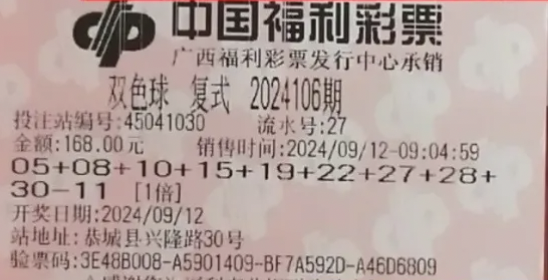 中国福利彩票
广西福利彩票发行中心承销
双色球 复式 2024106期
投注站编号:45041030 流水号:27
金额:168.00元 销售时间:2024/09/12-09:04:59
05+08+10+15+19+22+27+28+
30-11 [1倍]
开奖日期:2024/09/12
站地址:恭城县兴隆路30号
验票码:3E48B008-A5901409-BF7A592D-A46D6809